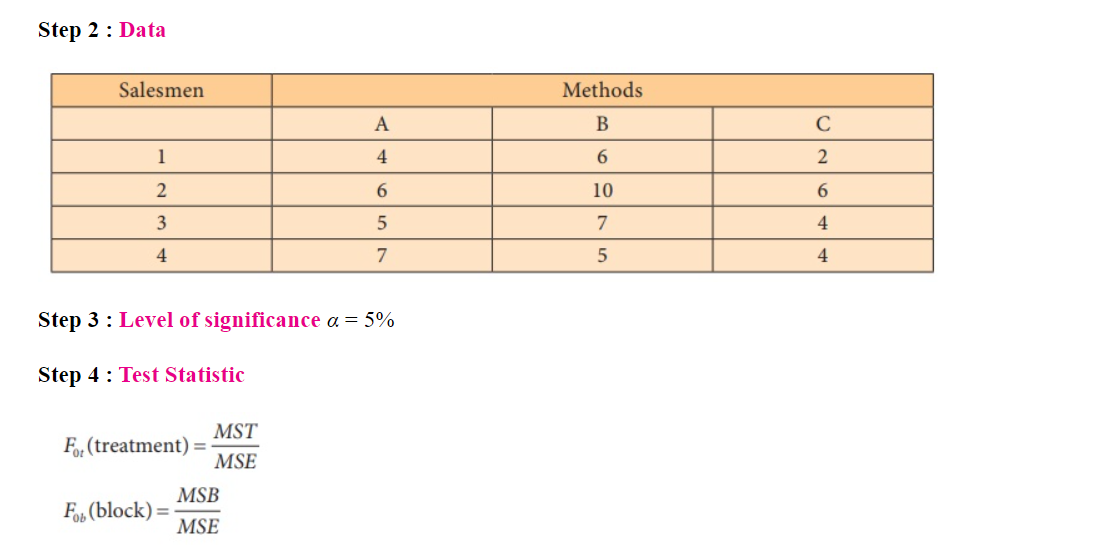 Step 2 : Data
Salesmen Methods
A B C
1 4 6 2
2 6 10 6
3 5 7 4
4 7 5 4
Step 3 : Level of significance α = 5%
Step 4 : Test Statistic
F₀ₜ (treatment) = MST / MSE
F₀b (block) = MSB / MSE